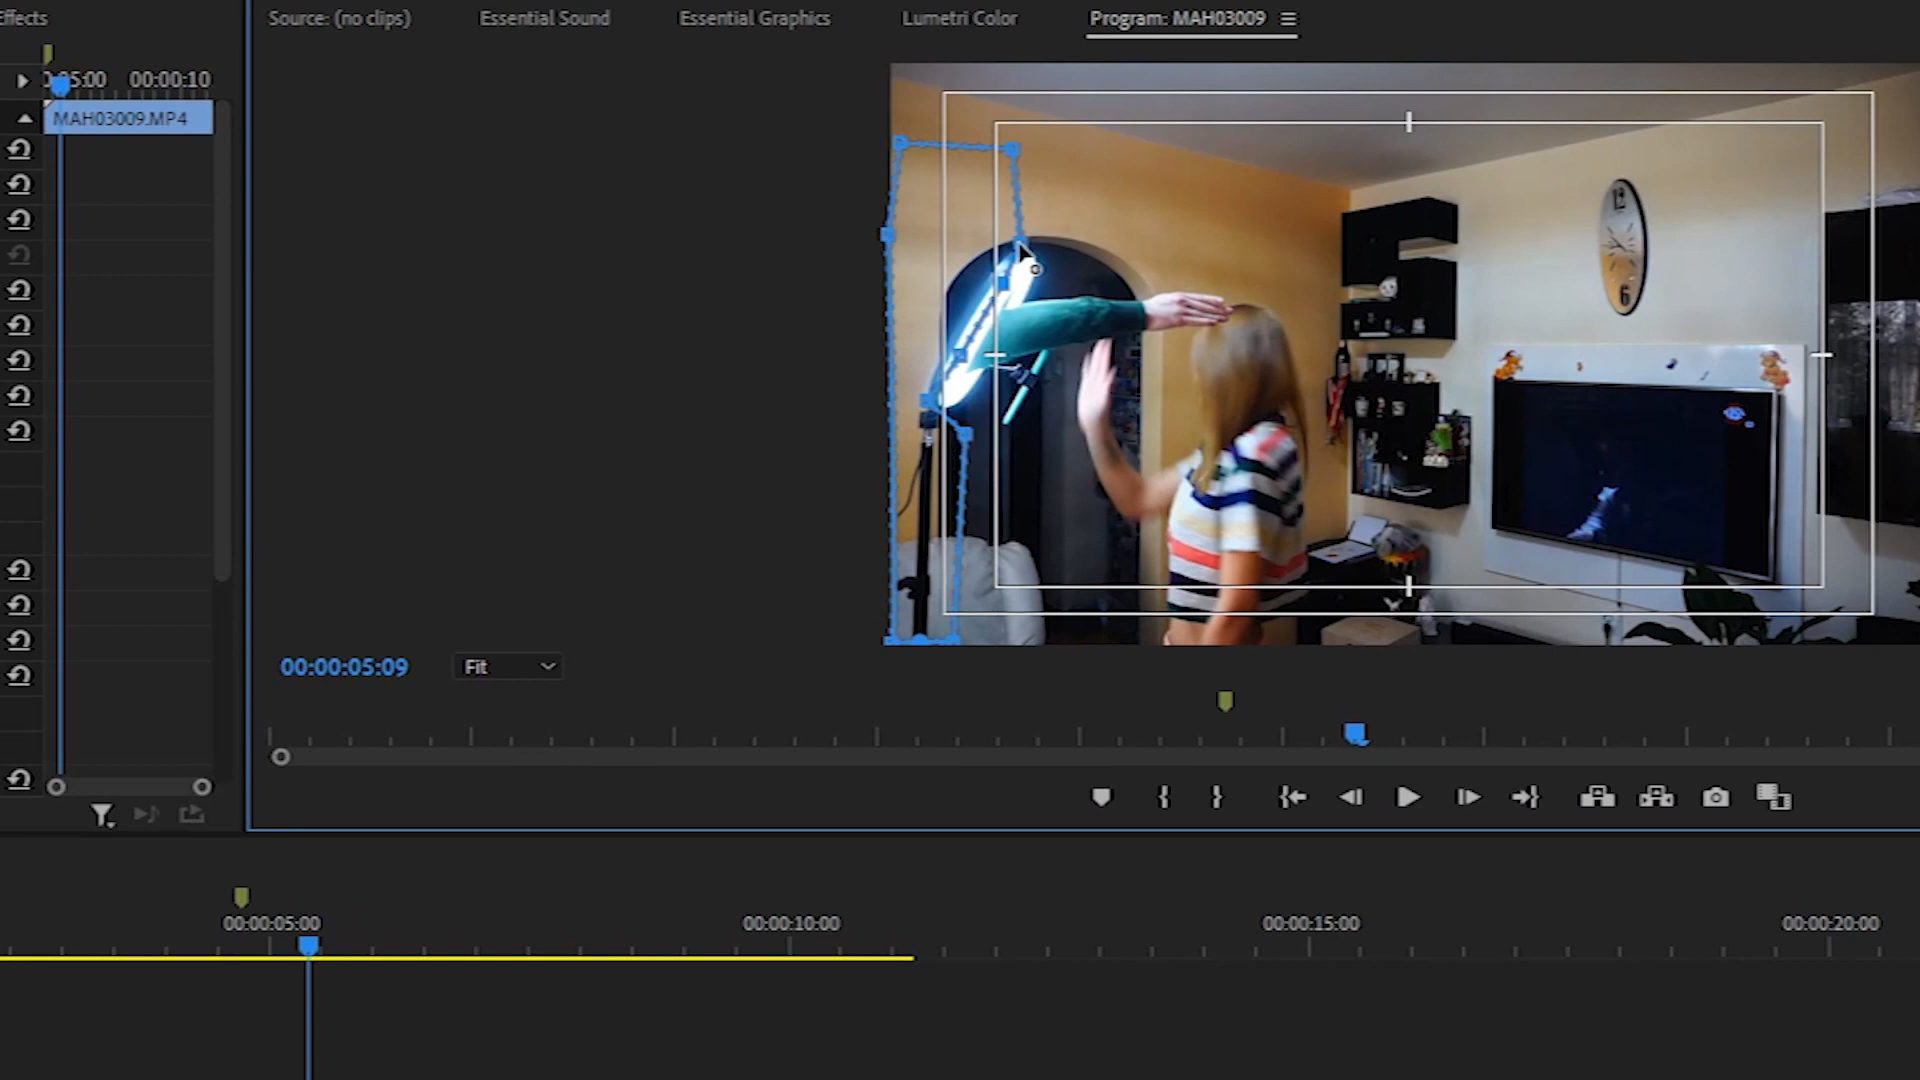 Effects
Source: (no clips)
Essential Sound
Essential Graphics
Lumetri Color
Program: MAH03009
00:00:10
MAH03009.MP4
12
6
00:00:05:09
Fit
00:00:05:00
00:00:10:00
00:00:15:00
00:00:20:00